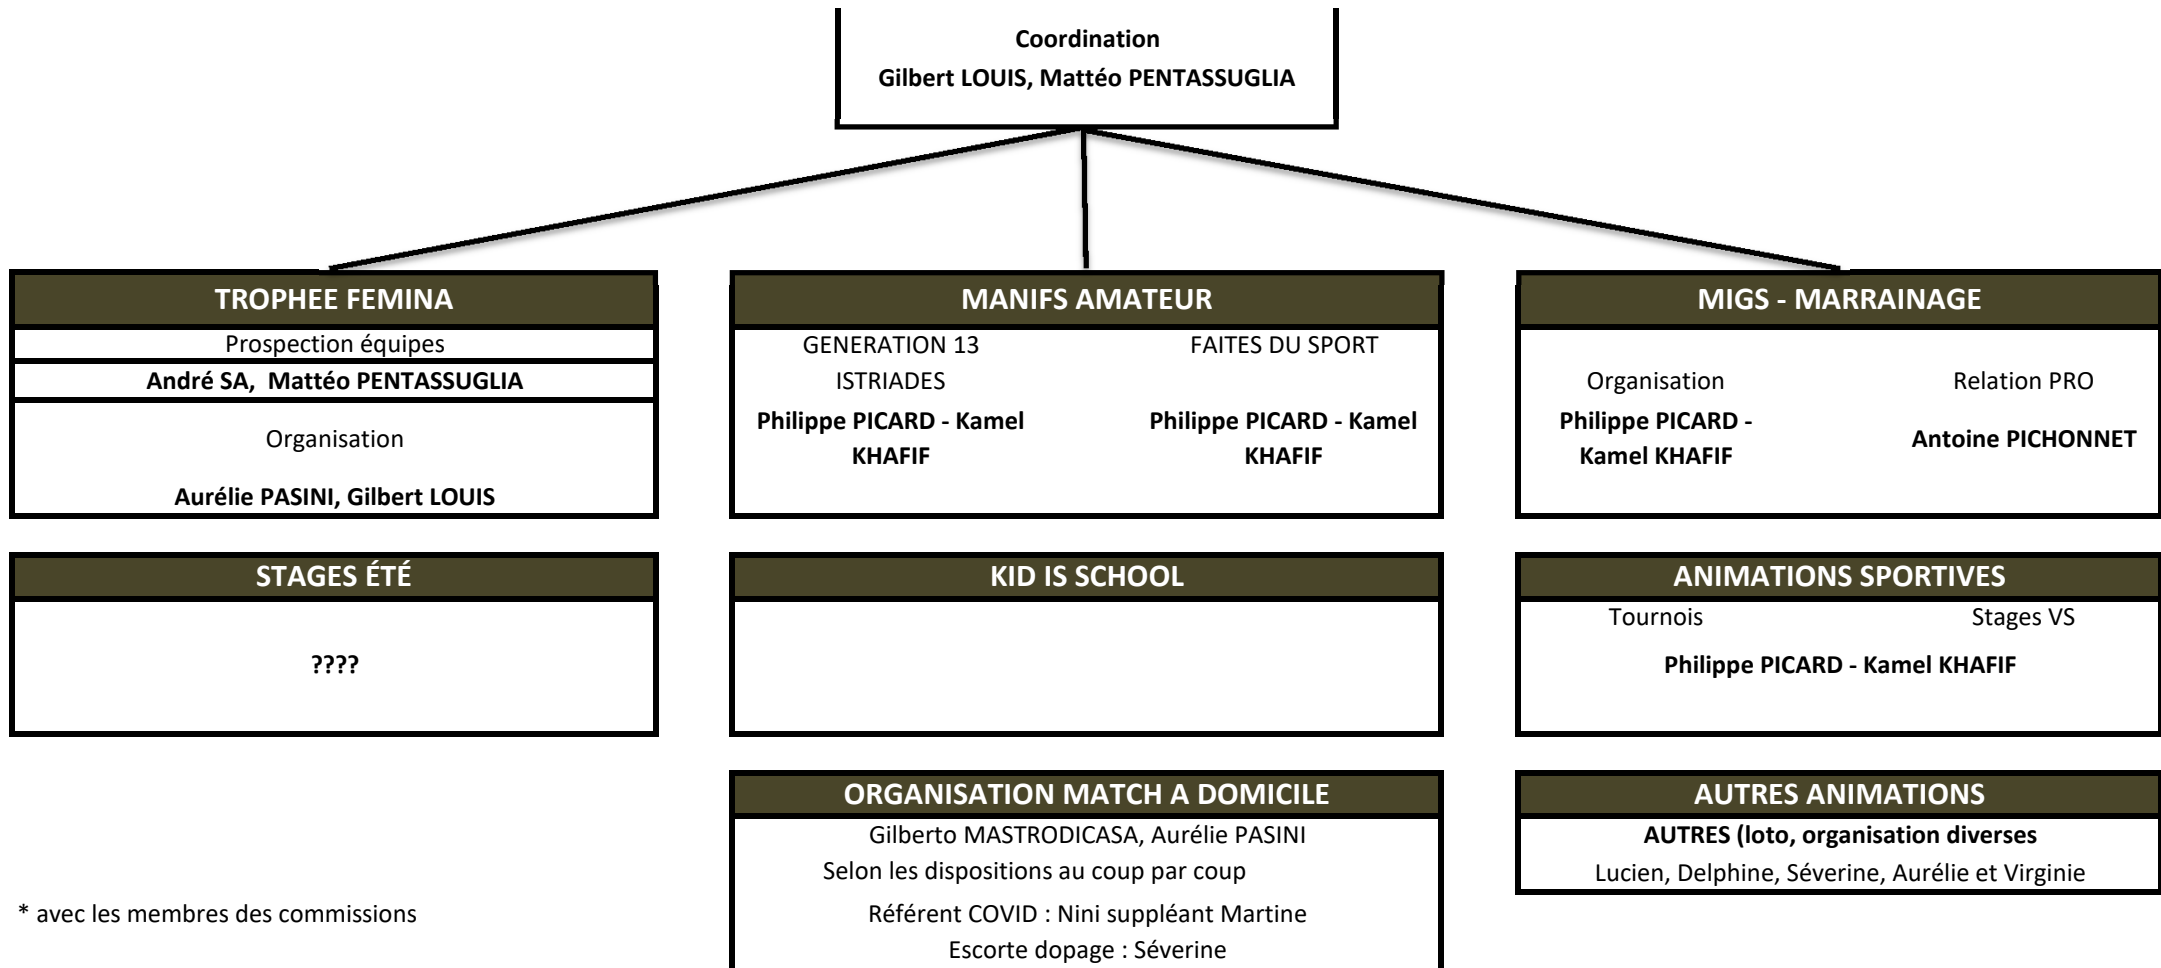 Coordination
Gilbert LOUIS, Mattéo PENTASSUGLIA
TROPHEE FEMINA
Prospection équipes
André SA, Mattéo PENTASSUGLIA
Organisation
Aurélie PASINI, Gilbert LOUIS
MANIFS AMATEUR
GENERATION 13
ISTRIADES
Philippe PICARD - Kamel
KHAFIF
FAITES DU SPORT
Philippe PICARD - Kamel
KHAFIF
MIGS - MARRAINAGE
Organisation
Philippe PICARD -
Kamel KHAFIF
Relation PRO
Antoine PICHONNET
STAGES ÉTÉ
????
KID IS SCHOOL
ANIMATIONS SPORTIVES
Tournois
Stages VS
Philippe PICARD - Kamel KHAFIF
ORGANISATION MATCH A DOMICILE
Gilberto MASTRODICASA, Aurélie PASINI
Selon les dispositions au coup par coup
Référent COVID : Nini suppléant Martine
Escorte dopage : Séverine
AUTRES ANIMATIONS
AUTRES (loto, organisation diverses
Lucien, Delphine, Séverine, Aurélie et Virginie
* avec les membres des commissions